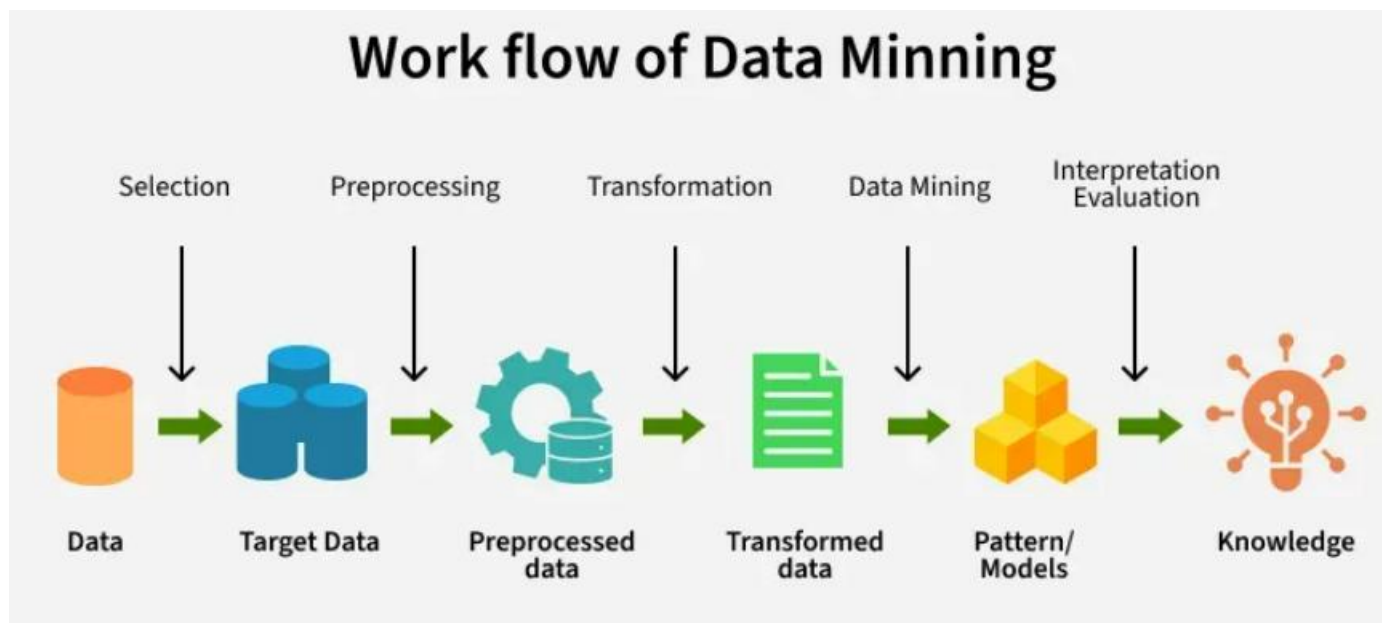 Work flow of Data Minning
Selection
Preprocessing
Transformation
Data Mining
Interpretation
Evaluation
Data
Target Data
Preprocessed
data
Transformed
data
Pattern/
Models
Knowledge